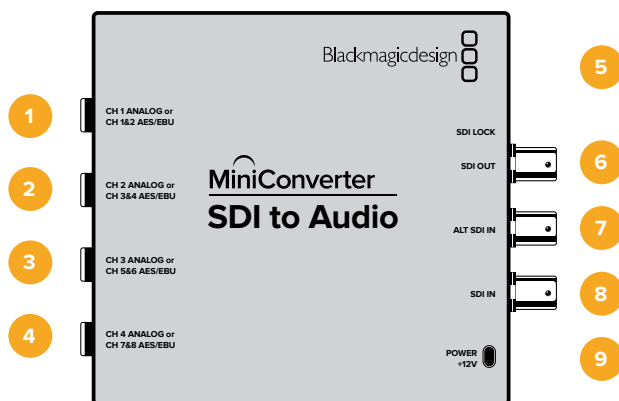 Blackmagicdesign
1
CH 1 ANALOG or
CH 1&2 AES/EBU
2
CH 2 ANALOG or
CH 3&4 AES/EBU
3
CH 3 ANALOG or
CH 5&6 AES/EBU
4
CH 4 ANALOG or
CH 7&8 AES/EBU
MiniConverter
SDI to Audio
5
SDI LOCK
SDI OUT
6
ALT SDI IN
7
SDI IN
8
POWER
+12V
9